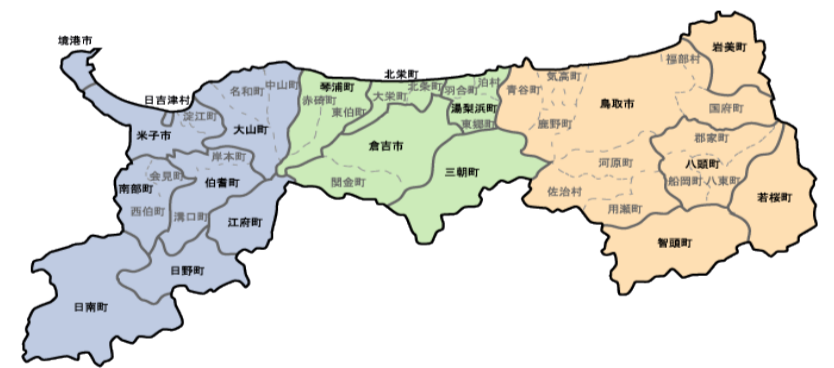 境港市
日吉津村
米子市
淀江町
名和町
中山町
大山町
岸本町
会見町
南部町
伯耆町
西伯町
溝口町
江府町
日野町
日南町
北栄町
琴浦町
赤碕町
東伯町
大栄町
北条町
羽合町
泊村
湯梨浜町
東郷町
倉吉市
三朝町
関金町
青谷町
気高町
鹿野町
鳥取市
福部村
岩美町
国府町
郡家町
河原町
八頭町
船岡町
八東町
若桜町
佐治村
用瀬町
智頭町